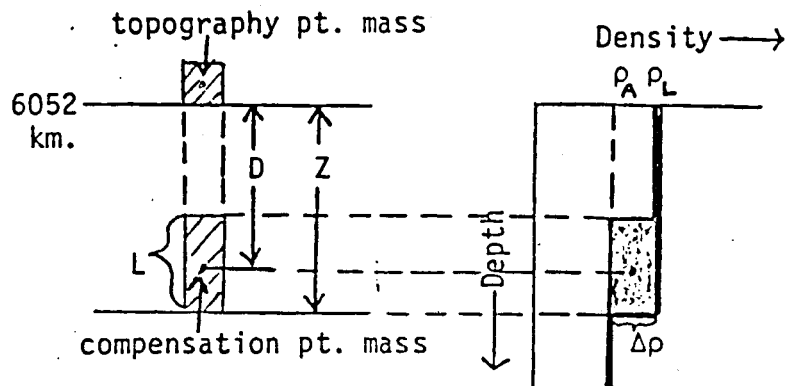 topography pt. mass
Density
ρA ρL
6052
km.
D
Z
L
Depth
compensation pt. mass
Δρ